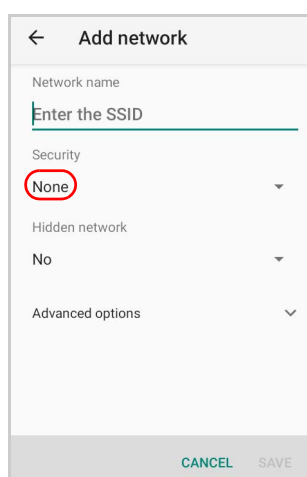 Add network
Network name
Enter the SSID
Security
None
Hidden network
No
Advanced options
CANCEL SAVE